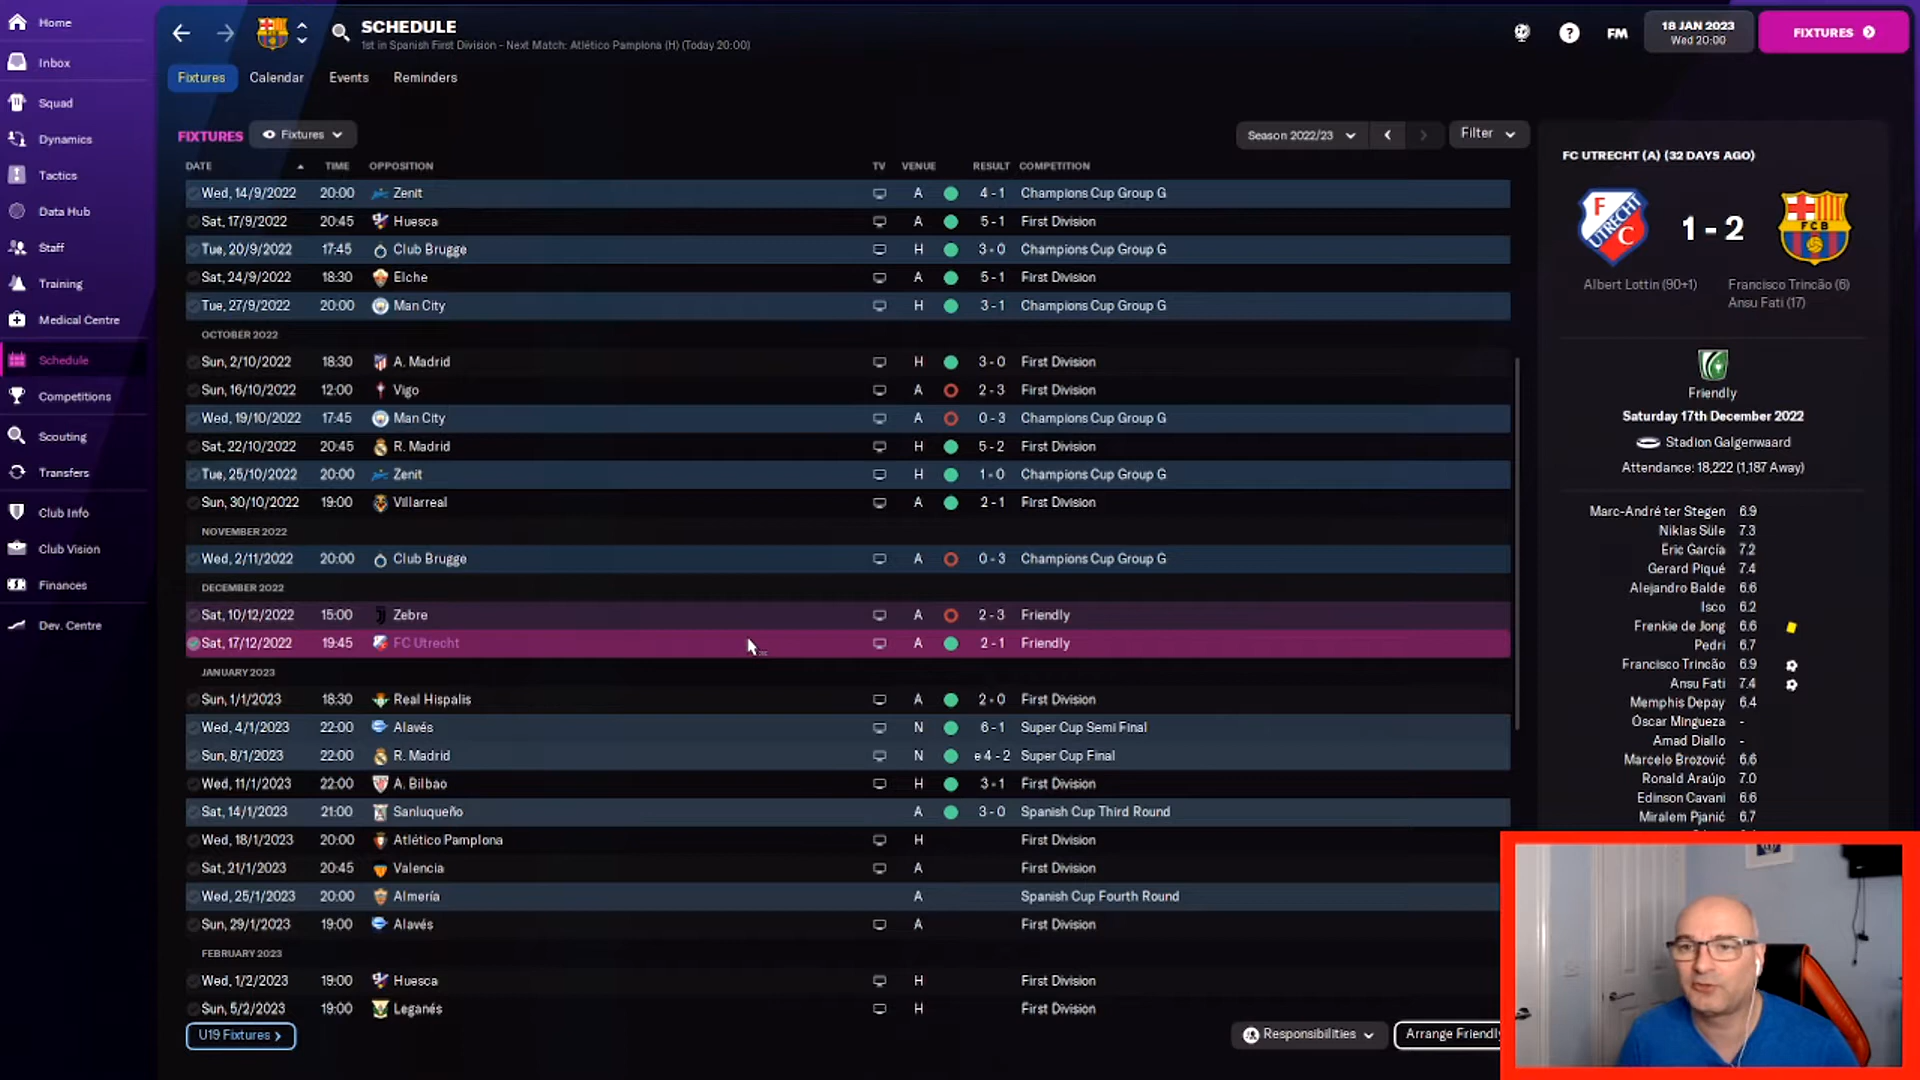 Home
Inbox
Squad
Dynamics
Tactics
Data Hub
Staff
Training
Medical Centre
Schedule
Competitions
Scouting
Transfers
Club Info
Club Vision
Finances
Dev. Centre
SCHEDULE
1st in Spanish First Division - Next Match: Atlético Pamplona (H) (Today 20:00)
? FM
18 JAN 2023
Wed 20:00
FIXTURES
Fixtures Calendar Events Reminders
FIXTURES Fixtures Season 2022/23 Filter
DATE TIME OPPOSITION TV VENUE RESULT COMPETITION
Wed, 14/9/2022 20:00 Zenit A 4 - 1 Champions Cup Group G
Sat, 17/9/2022 20:45 Huesca A 5 - 1 First Division
Tue, 20/9/2022 17:45 Club Brugge H 3 - 0 Champions Cup Group G
Sat, 24/9/2022 18:30 Elche A 5 - 1 First Division
Tue, 27/9/2022 20:00 Man City H 3 - 1 Champions Cup Group G
OCTOBER 2022
Sun, 2/10/2022 18:30 A. Madrid H 3 - 0 First Division
Sun, 16/10/2022 12:00 Vigo A 2 - 3 First Division
Wed, 19/10/2022 17:45 Man City A 0 - 3 Champions Cup Group G
Sat, 22/10/2022 20:45 R. Madrid H 5 - 2 First Division
Tue, 25/10/2022 20:00 Zenit H 1 - 0 Champions Cup Group G
Sun, 30/10/2022 19:00 Villarreal A 2 - 1 First Division
NOVEMBER 2022
Wed, 2/11/2022 20:00 Club Brugge A 0 - 3 Champions Cup Group G
DECEMBER 2022
Sat, 10/12/2022 15:00 Zebre A 2 - 3 Friendly
Sat, 17/12/2022 19:45 FC Utrecht A 2 - 1 Friendly
JANUARY 2023
Sun, 1/1/2023 18:30 Real Hispalis A 2 - 0 First Division
Wed, 4/1/2023 22:00 Alavés N 6 - 1 Super Cup Semi Final
Sun, 8/1/2023 22:00 R. Madrid N e 4 - 2 Super Cup Final
Wed, 11/1/2023 22:00 A. Bilbao H 3 - 1 First Division
Sat, 14/1/2023 21:00 Sanluqueño A 3 - 0 Spanish Cup Third Round
Wed, 18/1/2023 20:00 Atlético Pamplona H First Division
Sat, 21/1/2023 20:45 Valencia A First Division
Wed, 25/1/2023 20:00 Almería A Spanish Cup Fourth Round
Sun, 29/1/2023 19:00 Alavés A First Division
FEBRUARY 2023
Wed, 1/2/2023 19:00 Huesca H First Division
Sun, 5/2/2023 19:00 Leganés H First Division
U19 Fixtures Responsibilities Arrange Friendly
FC UTRECHT (A) (32 DAYS AGO)
F UTRECHT C 1 - 2 FCB
Albert Lottin (90+1) Francisco Trincão (6)
Ansu Fati (17)
Friendly
Saturday 17th December 2022
Stadion Galgenwaard
Attendance: 18,222 (1,187 Away)
Marc-André ter Stegen 6.9
Niklas Süle 7.3
Eric García 7.2
Gerard Piqué 7.4
Alejandro Balde 6.6
Isco 6.2
Frenkie de Jong 6.6
Pedri 6.7
Francisco Trincão 6.9
Ansu Fati 7.4
Memphis Depay 6.4
Óscar Mingueza -
Amad Diallo -
Marcelo Brozović 6.6
Ronald Araújo 7.0
Edinson Cavani 6.6
Miralem Pjanić 6.7